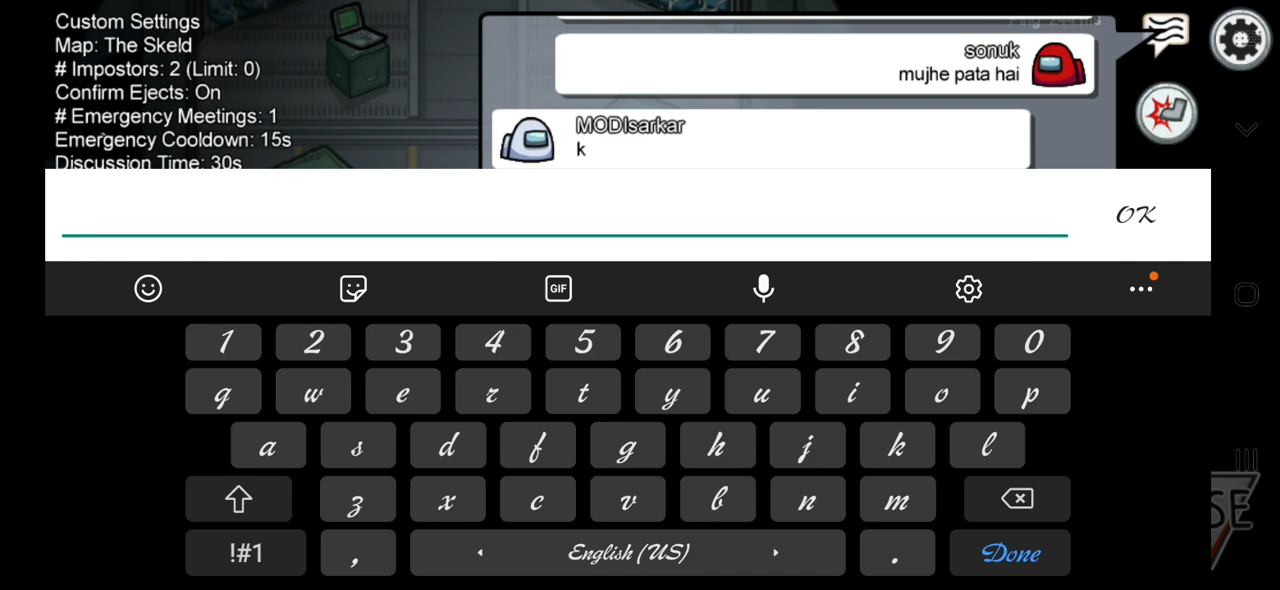 Custom Settings
Map: The Skeld
# Impostors: 2 (Limit: 0)
Confirm Ejects: On
# Emergency Meetings: 1
Emergency Cooldown: 15s
Discussion Time: 30s
sonuk
mujhe pata hai
MODIsarkar
k
OK
GIF
1 2 3 4 5 6 7 8 9 0
q w e r t y u i o p
a s d f g h j k l
z x c v b n m
!#1 , English (US) . Done